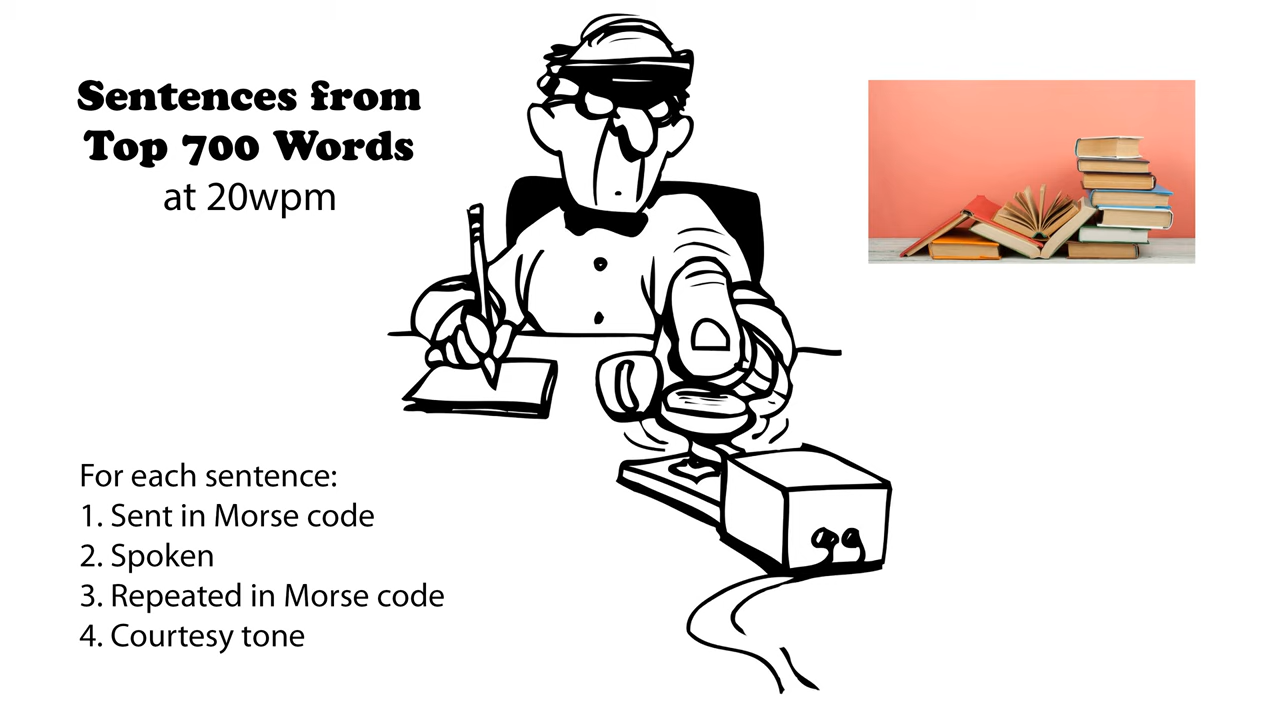 Sentences from
Top 700 Words
at 20wpm
For each sentence:
1. Sent in Morse code
2. Spoken
3. Repeated in Morse code
4. Courtesy tone